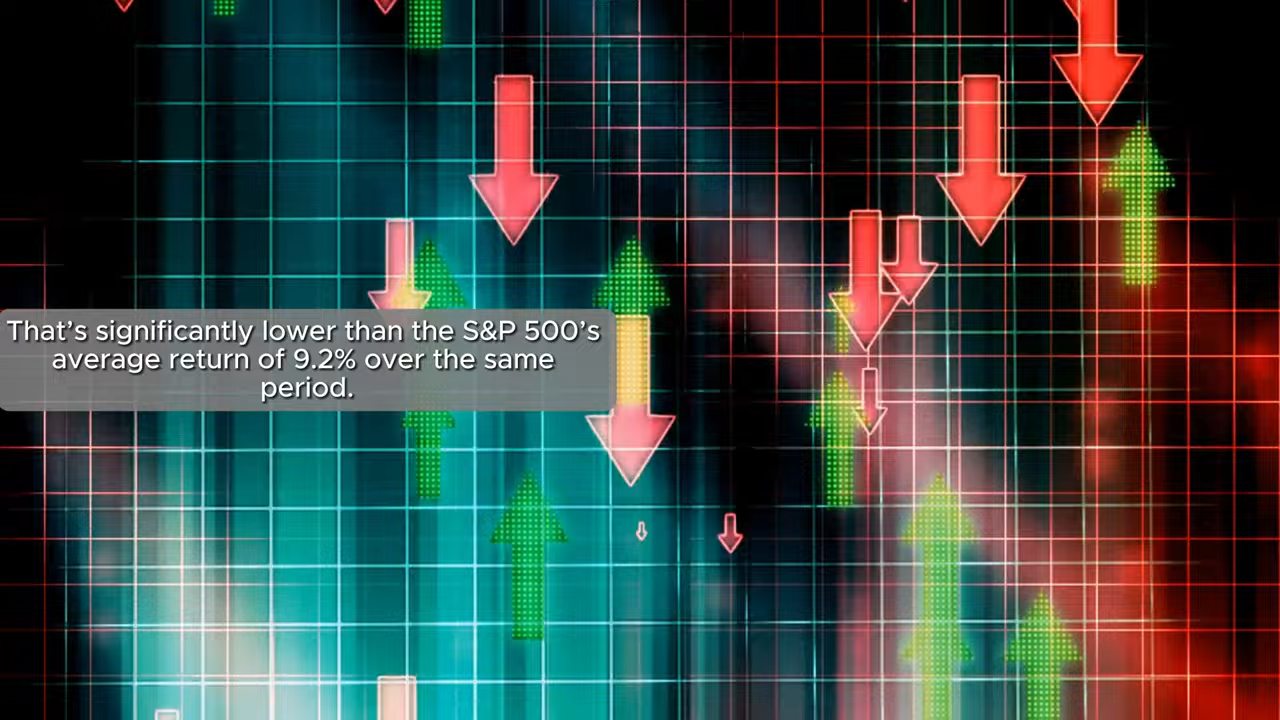 That’s significantly lower than the S&P 500’s
average return of 9.2% over the same
period.